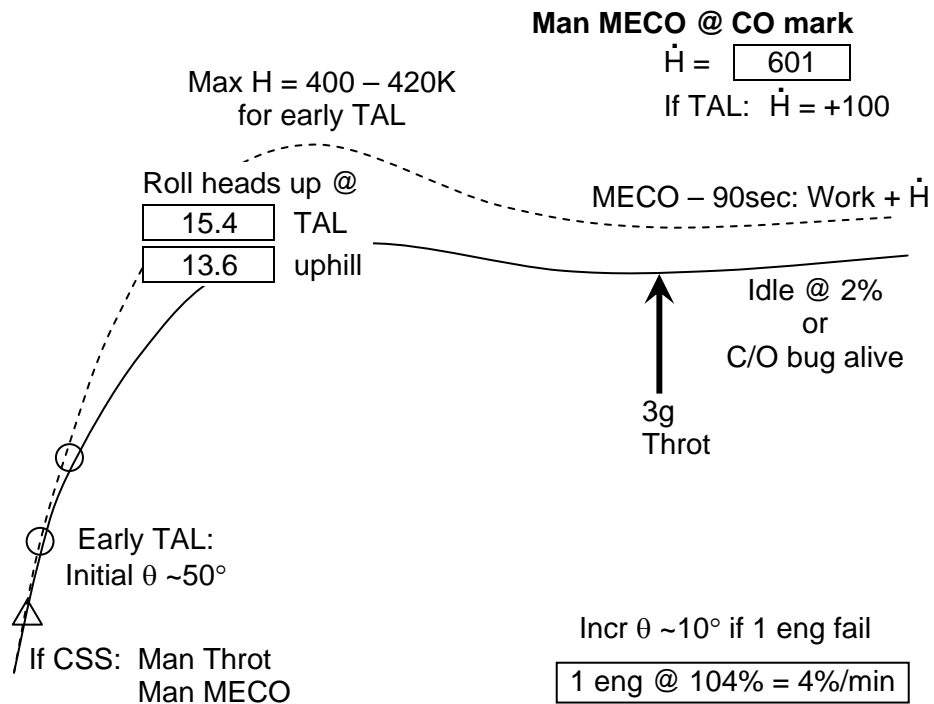 Man MECO @ CO mark
Ḣ = 601
If TAL: Ḣ = +100
Max H = 400 – 420K
for early TAL
Roll heads up @
15.4 TAL
13.6 uphill
MECO – 90sec: Work + Ḣ
Idle @ 2%
or
C/O bug alive
3g
Throt
Early TAL:
Initial θ ~50°
If CSS: Man Throt
Man MECO
Incr θ ~10° if 1 eng fail
1 eng @ 104% = 4%/min